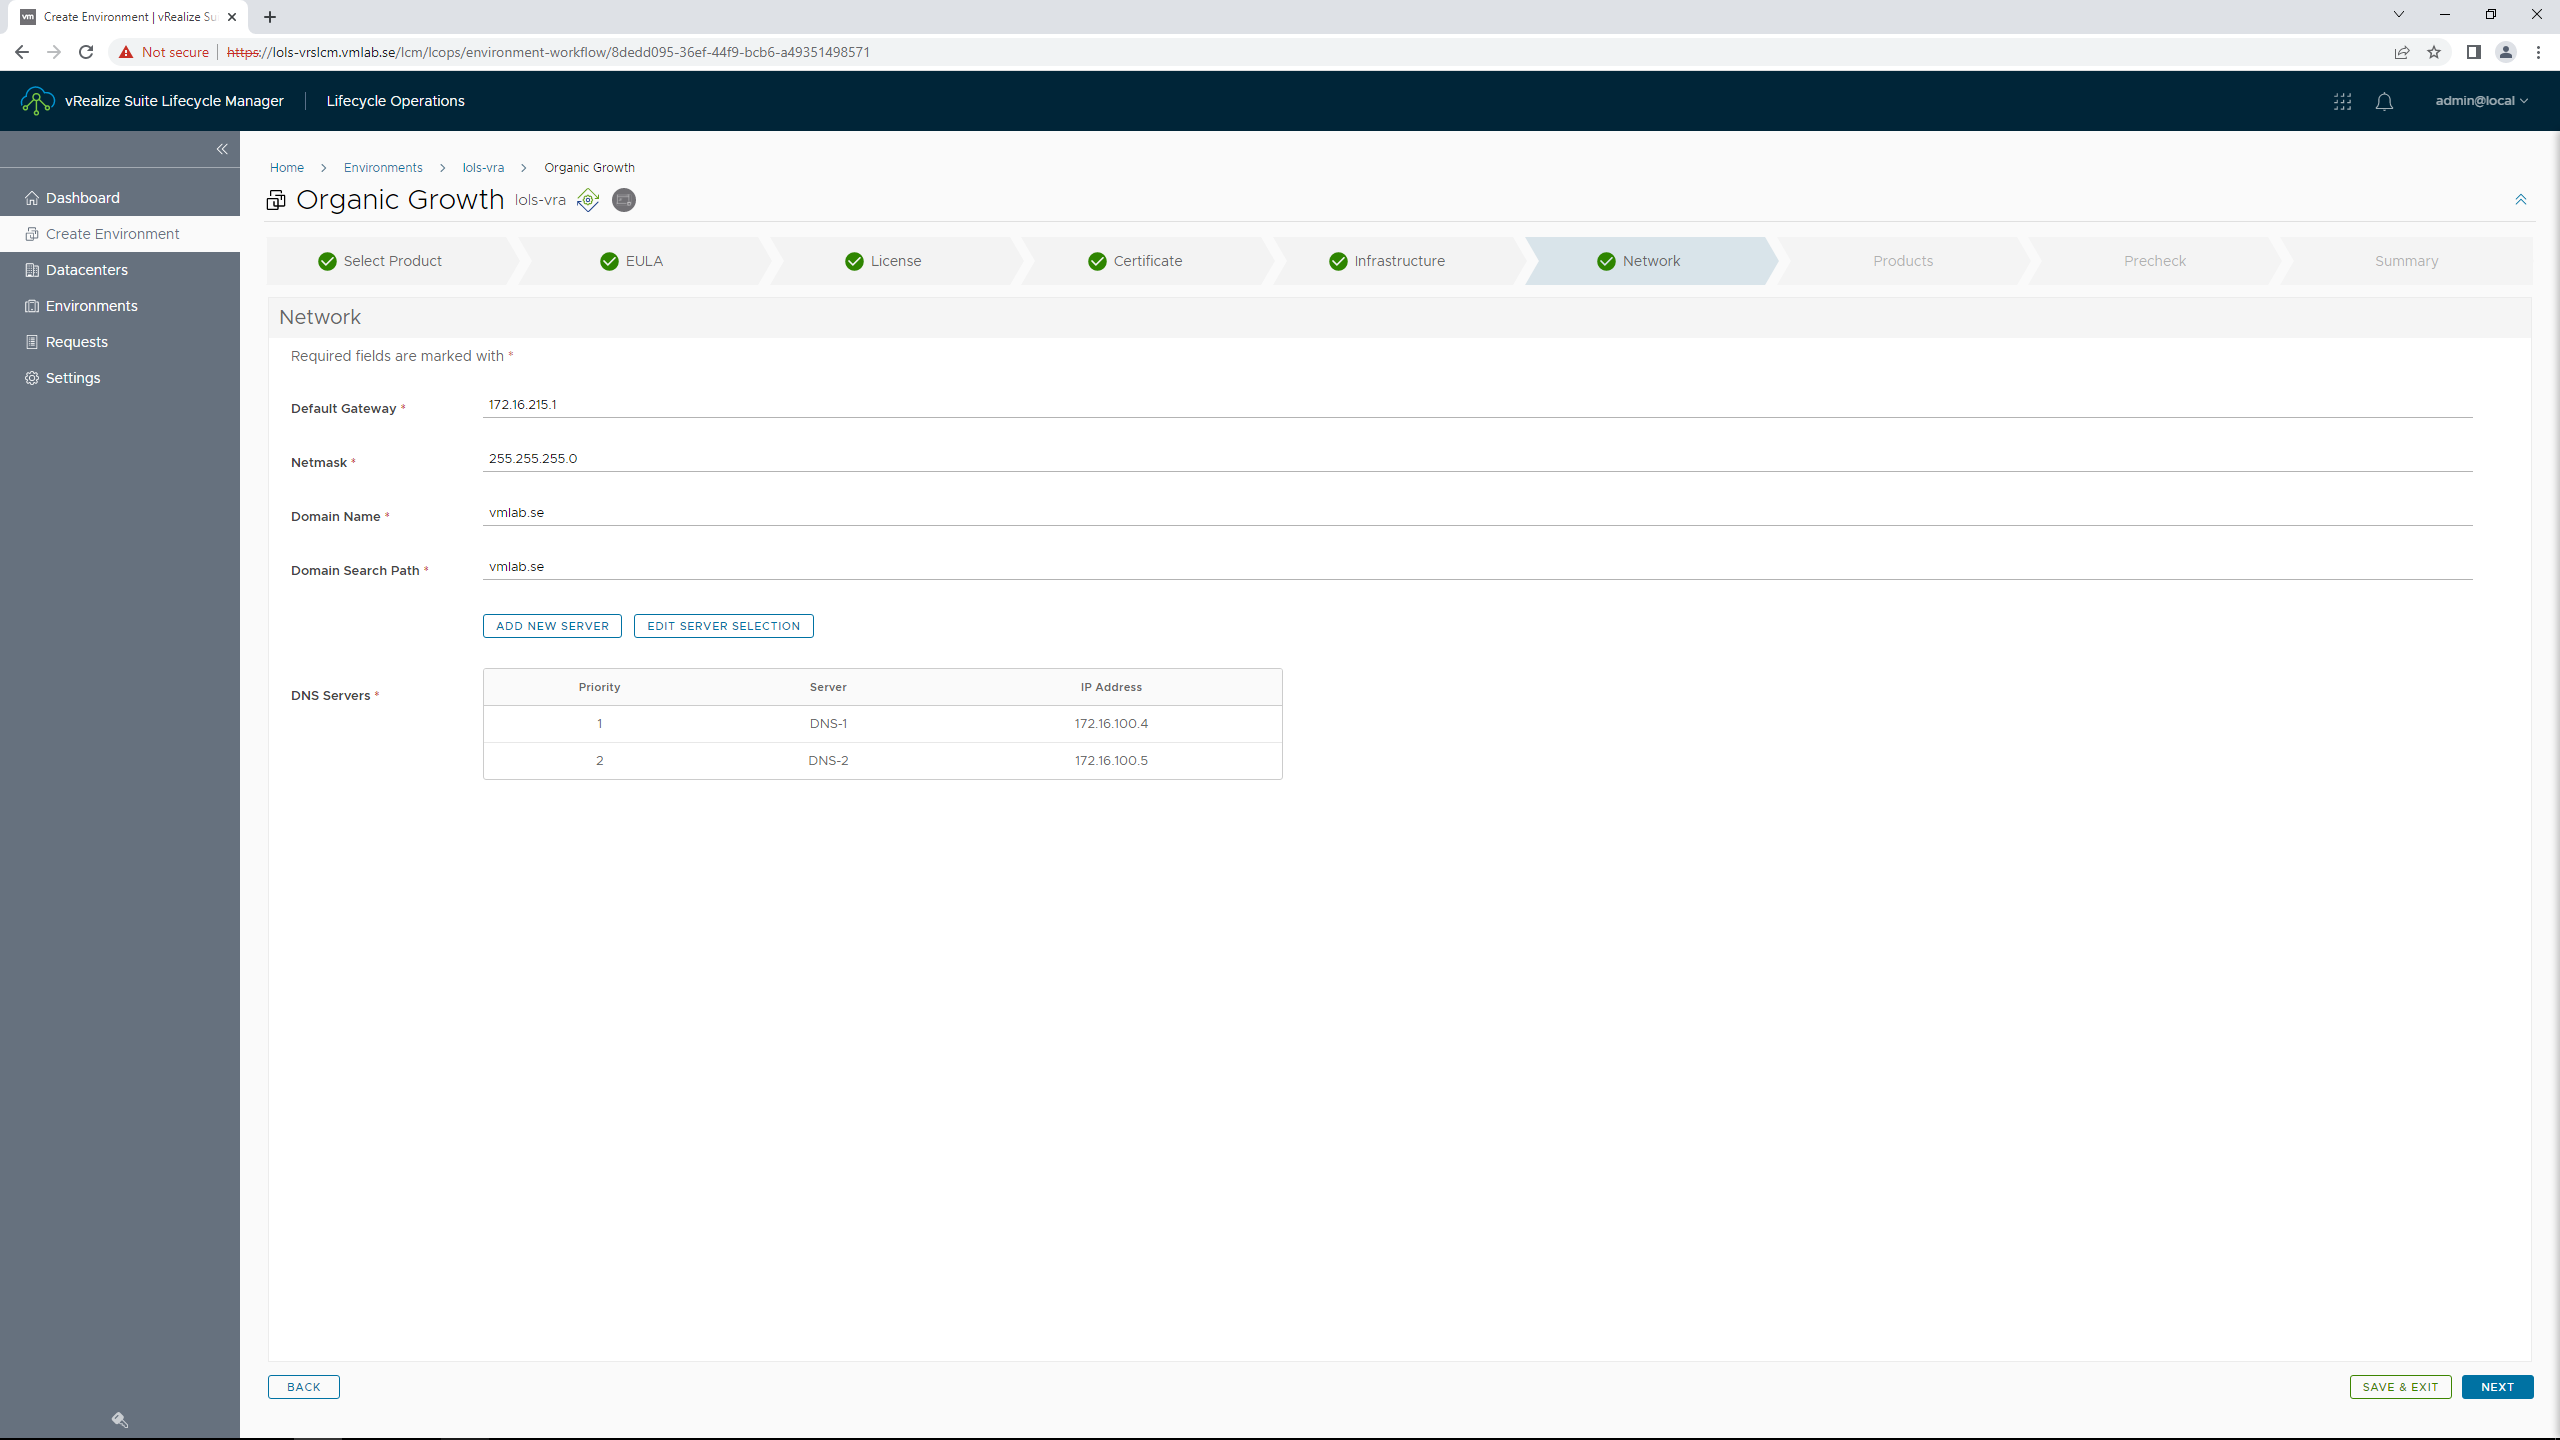 vm Create Environment | vRealize Su
Not secure https://lols-vrslcm.vmlab.se/lcm/lcops/environment-workflow/8dedd095-36ef-44f9-bcb6-a49351498571
vRealize Suite Lifecycle Manager Lifecycle Operations admin@local
Dashboard
Create Environment
Datacenters
Environments
Requests
Settings
Home > Environments > lols-vra > Organic Growth
Organic Growth lols-vra
Select Product EULA License Certificate Infrastructure Network Products Precheck Summary
Network
Required fields are marked with *
Default Gateway * 172.16.215.1
Netmask * 255.255.255.0
Domain Name * vmlab.se
Domain Search Path * vmlab.se
ADD NEW SERVER EDIT SERVER SELECTION
DNS Servers * Priority Server IP Address
1 DNS-1 172.16.100.4
2 DNS-2 172.16.100.5
BACK SAVE & EXIT NEXT